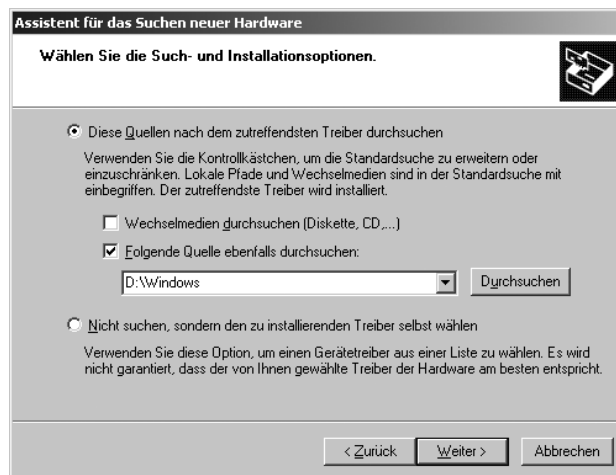 Assistent für das Suchen neuer Hardware
Wählen Sie die Such- und Installationsoptionen.
Diese Quellen nach dem zutreffendsten Treiber durchsuchen
Verwenden Sie die Kontrollkästchen, um die Standardsuche zu erweitern oder
einzuschränken. Lokale Pfade und Wechselmedien sind in der Standardsuche mit
einbegriffen. Der zutreffendste Treiber wird installiert.
Wechselmedien durchsuchen (Diskette, CD,...)
Folgende Quelle ebenfalls durchsuchen:
D:\Windows
Durchsuchen
Nicht suchen, sondern den zu installierenden Treiber selbst wählen
Verwenden Sie diese Option, um einen Gerätetreiber aus einer Liste zu wählen. Es wird
nicht garantiert, dass der von Ihnen gewählte Treiber der Hardware am besten entspricht.
< Zurück
Weiter >
Abbrechen